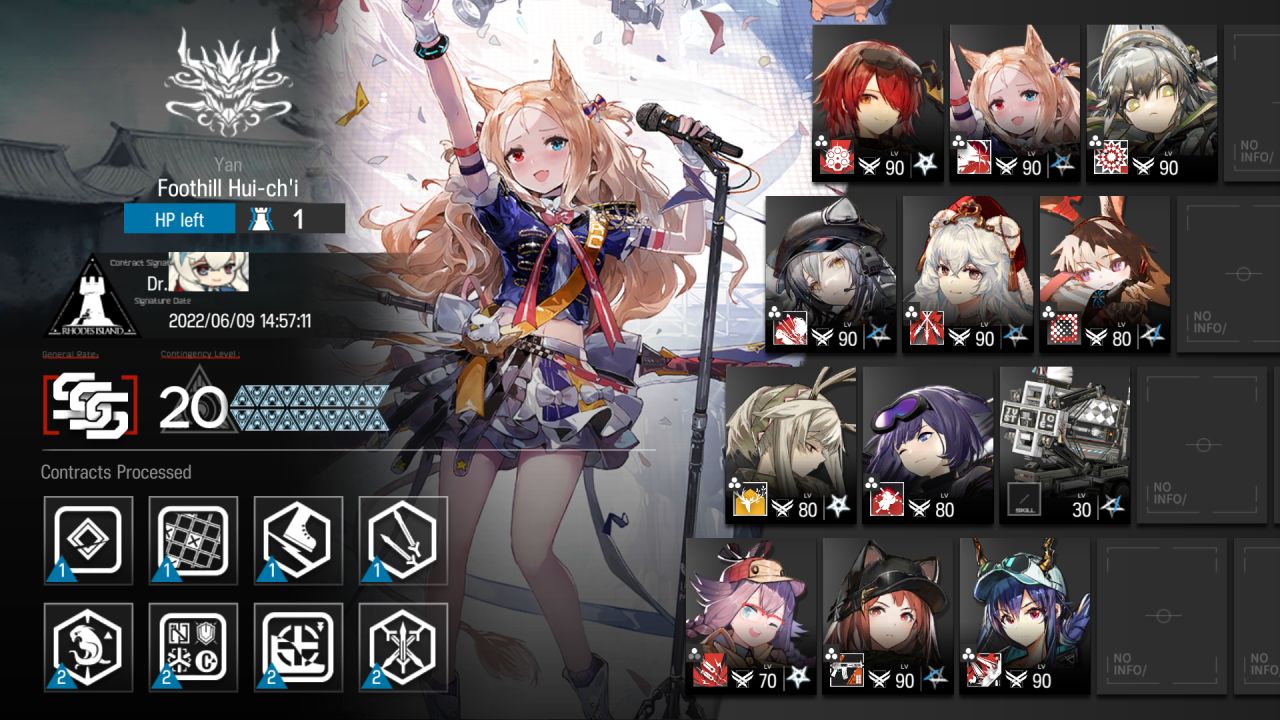 Yan
Foothill Hui-ch'i
HP left
1
Contract Signat
Dr.
Signature Date
2022/06/09 14:57:11
RHODES ISLAND
General Rate:
Contingency Level :
20
Contracts Processed
1
1
1
1
2
2
2
2
LV
90
LV
90
LV
90
NO
INFO/
LV
90
LV
90
LV
80
NO
INFO/
LV
80
LV
80
SKILL
LV
30
NO
INFO/
LV
70
LV
90
LV
90
NO
INFO/
NO
INFO/